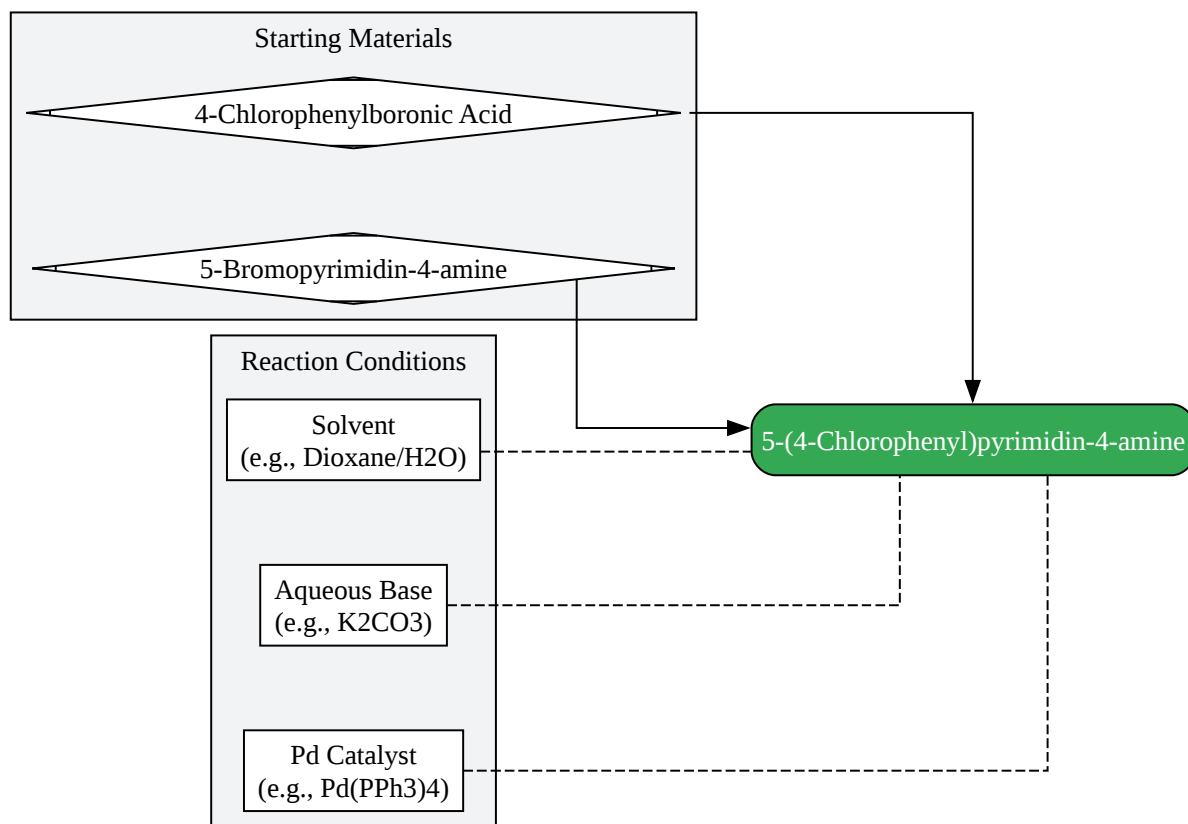 Starting Materials
4-Chlorophenylboronic Acid
5-Bromopyrimidin-4-amine
Reaction Conditions
Solvent
(e.g., Dioxane/H2O)
5-(4-Chlorophenyl)pyrimidin-4-amine
Aqueous Base
(e.g., K2CO3)
Pd Catalyst
(e.g., Pd(PPh3)4)